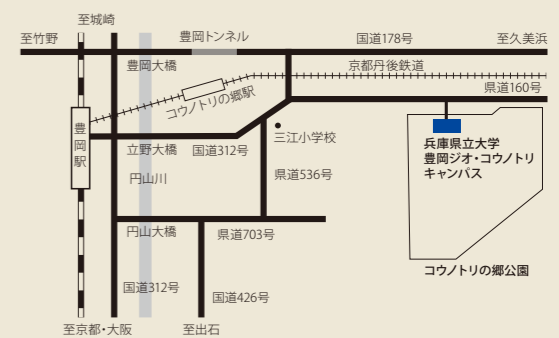 至城崎
至竹野
豊岡トンネル
国道178号
至久美浜
豊岡大橋
京都丹後鉄道
県道160号
コウノトリの郷駅
豊岡駅
立野大橋
国道312号
三江小学校
兵庫県立大学
豊岡ジオ・コウノトリ
キャンパス
円山川
県道536号
円山大橋
県道703号
コウノトリの郷公園
国道312号
国道426号
至京都・大阪
至出石